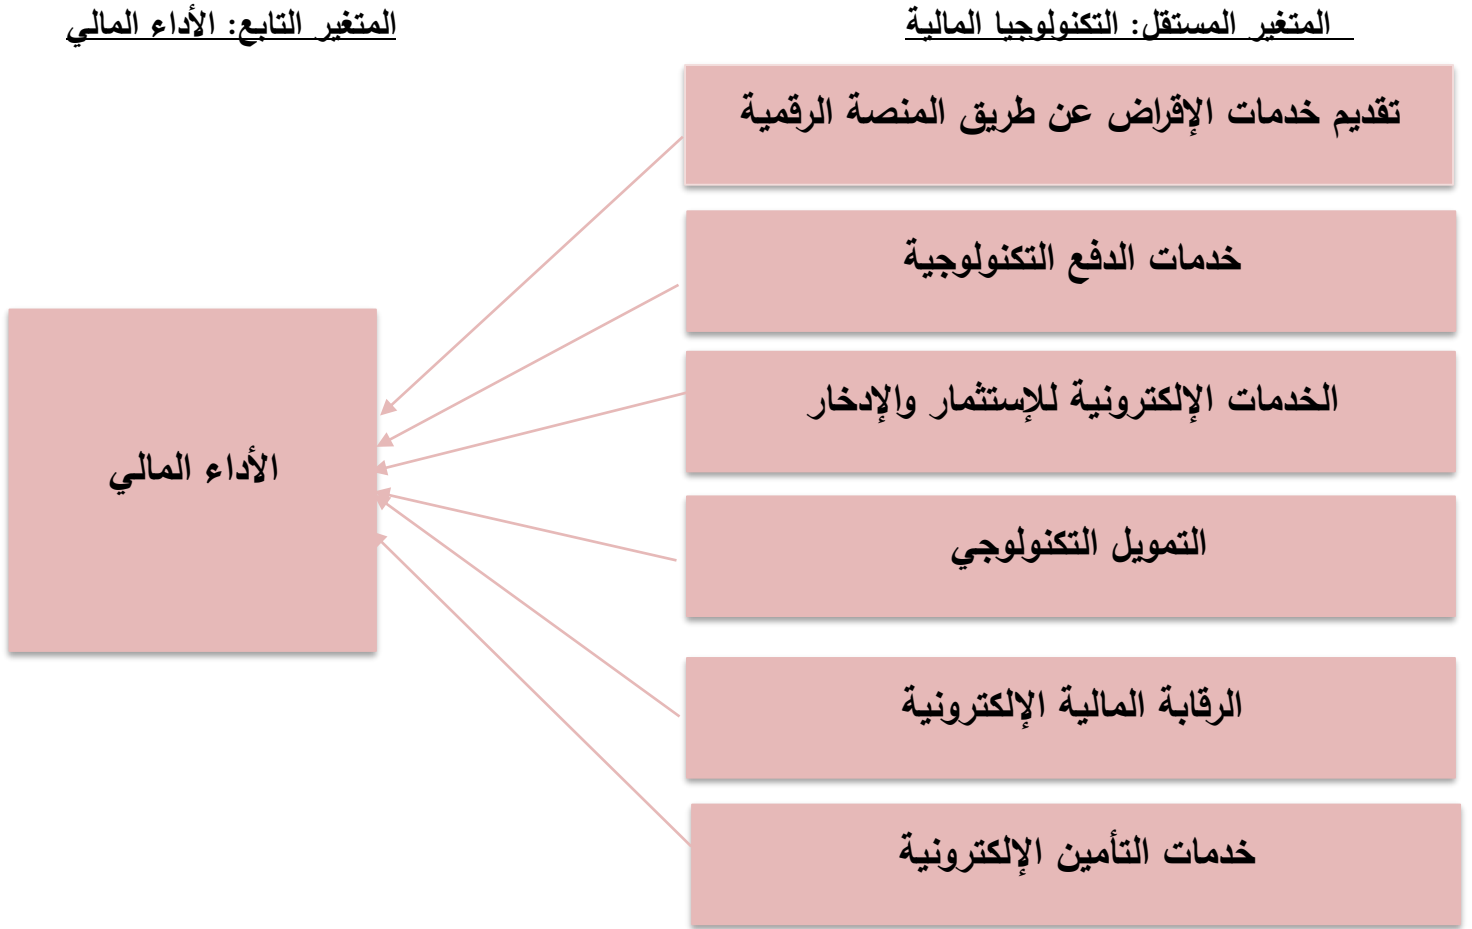 المتغير المستقل: التكنولوجيا المالية
المتغير التابع: الأداء المالي
تقديم خدمات الإقراض عن طريق المنصة الرقمية
خدمات الدفع التكنولوجية
الخدمات الإلكترونية للإستثمار والإدخار
التمويل التكنولوجي
الرقابة المالية الإلكترونية
خدمات التأمين الإلكترونية
الأداء المالي